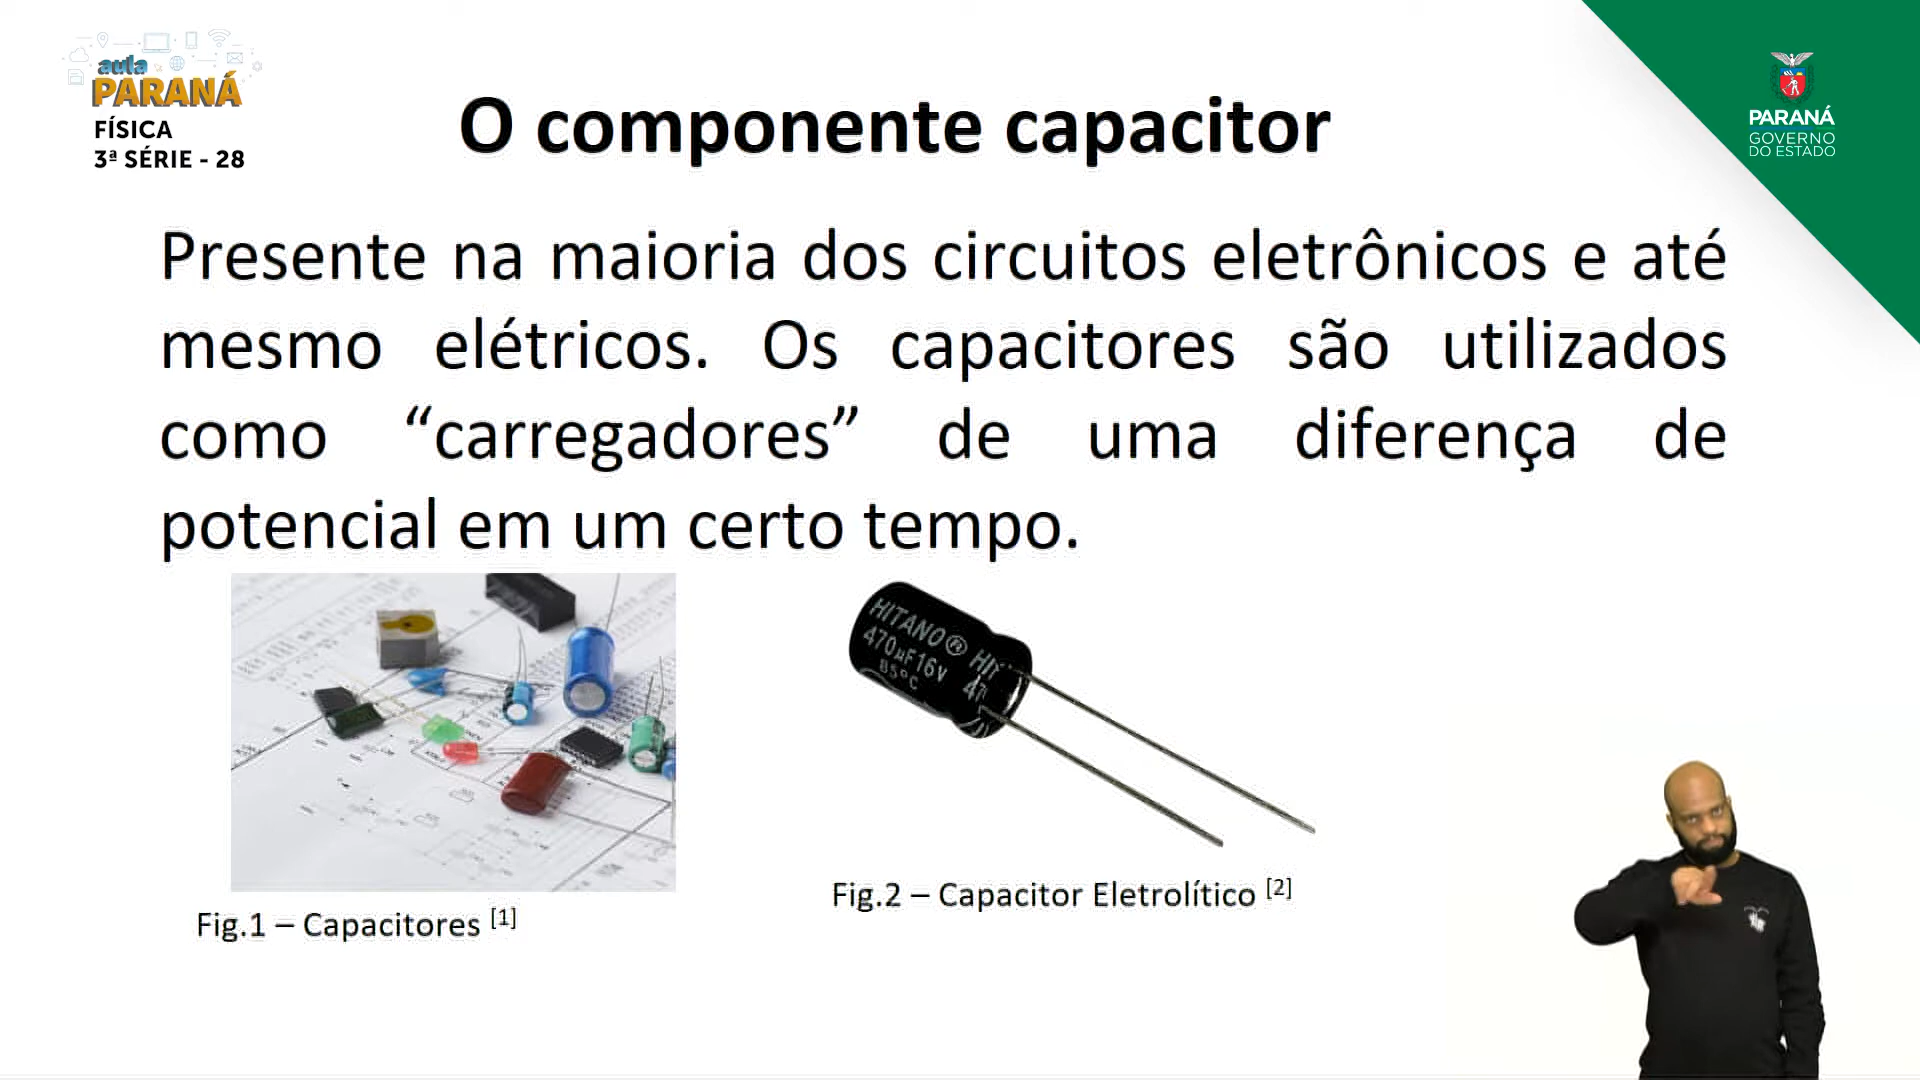 aula
PARANÁ
FÍSICA
3ª SÉRIE - 28
O componente capacitor
PARANÁ
GOVERNO
DO ESTADO
Presente na maioria dos circuitos eletrônicos e até
mesmo elétricos. Os capacitores são utilizados
como “carregadores” de uma diferença de
potencial em um certo tempo.
HITANO® HIT
470µF16V 47
85°C
Fig.1 – Capacitores [1]
Fig.2 – Capacitor Eletrolítico [2]